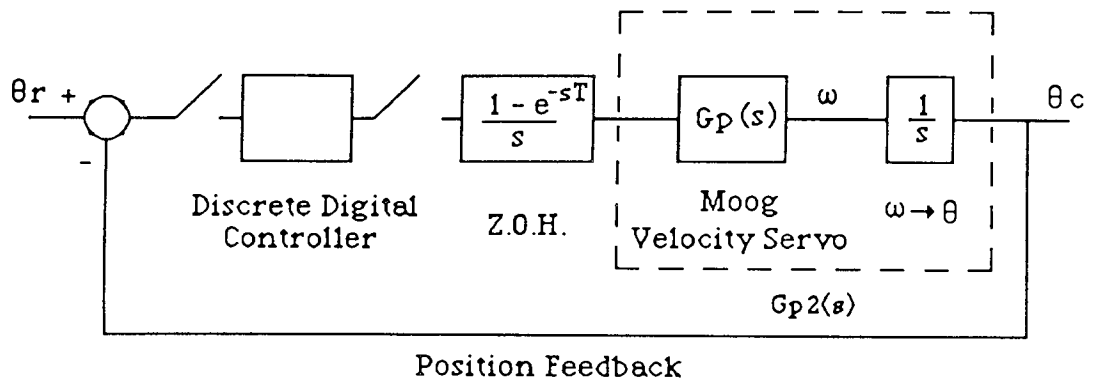 θr +
-
1 - e^-sT
s
Gp(s)
ω
1
s
θc
Discrete Digital
Controller
Z.O.H.
Moog
Velocity Servo
ω → θ
Gp2(s)
Position Feedback